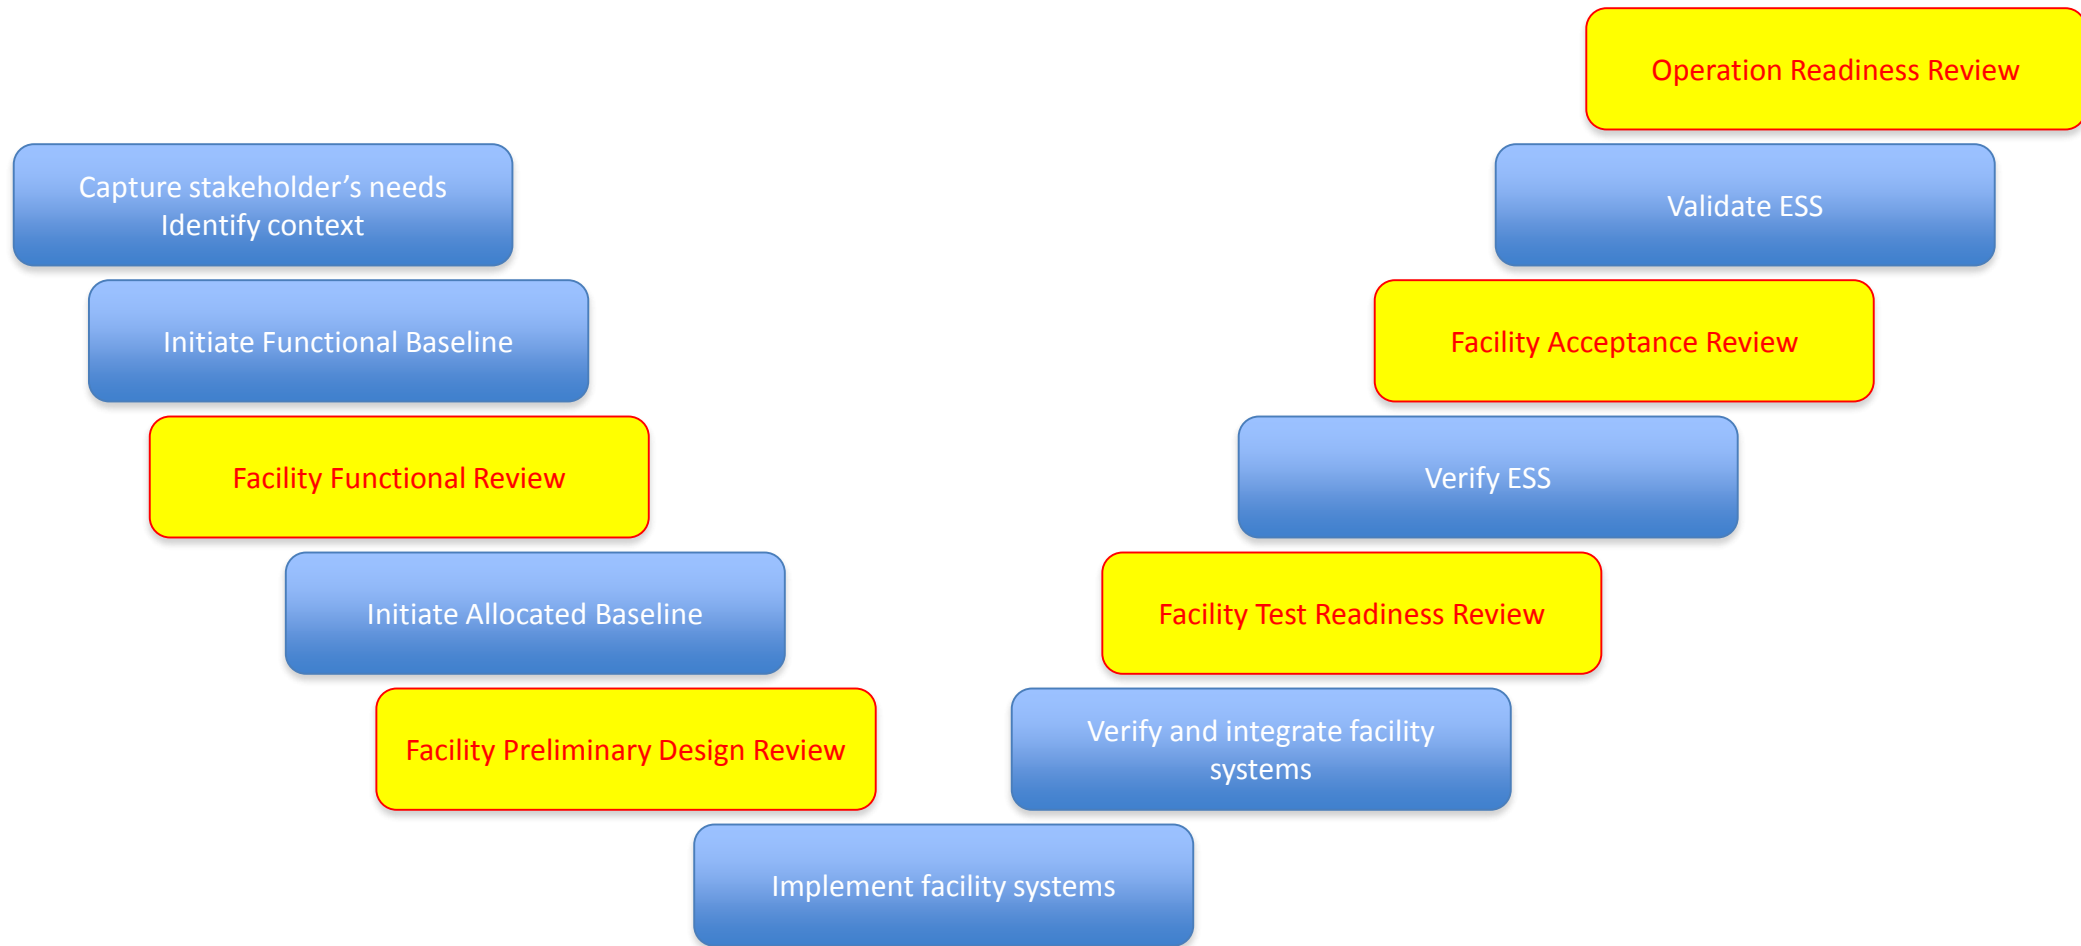 Capture stakeholder’s needs
Identify context
Initiate Functional Baseline
Facility Functional Review
Initiate Allocated Baseline
Facility Preliminary Design Review
Implement facility systems
Verify and integrate facility
systems
Facility Test Readiness Review
Verify ESS
Facility Acceptance Review
Validate ESS
Operation Readiness Review